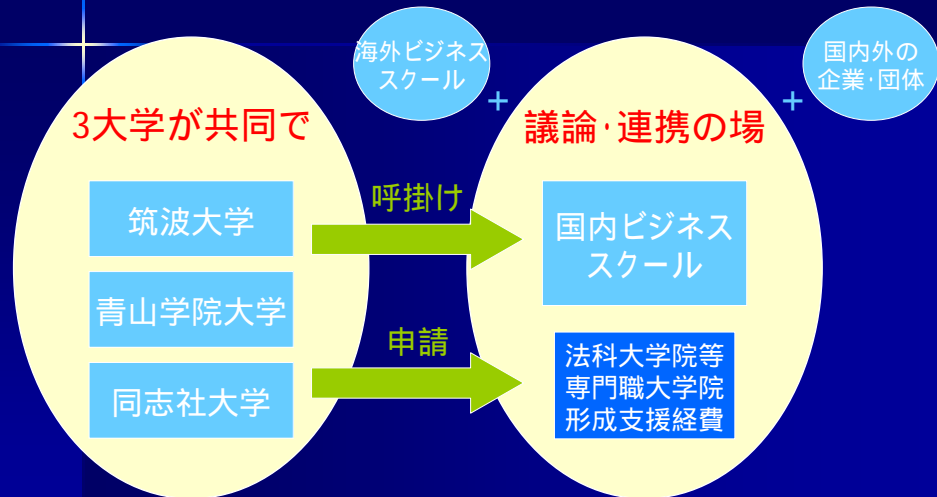 海外ビジネス
スクール
+
国内外の
企業・団体
+
3大学が共同で
筑波大学
青山学院大学
同志社大学
呼掛け
申請
議論・連携の場
国内ビジネス
スクール
法科大学院等
専門職大学院
形成支援経費